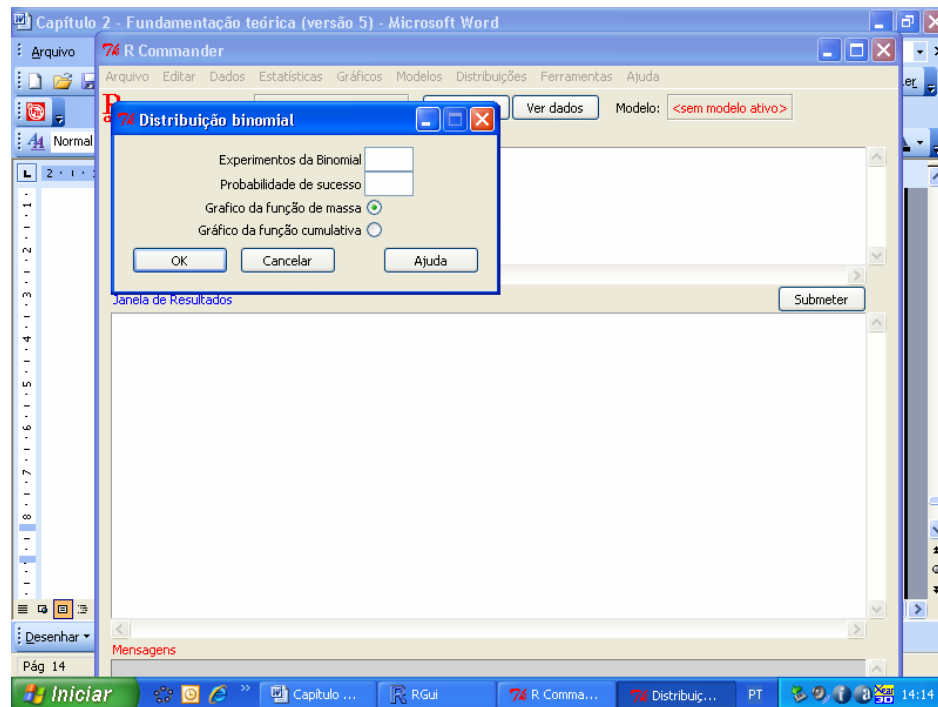 Capítulo 2 - Fundamentação teórica (versão 5) - Microsoft Word
Arquivo
R Commander
Arquivo Editar Dados Estatísticas Gráficos Modelos Distribuições Ferramentas Ajuda
Ver dados Modelo: <sem modelo ativo>
Distribuição binomial
Normal
Experimentos da Binomial
Probabilidade de sucesso
Grafico da função de massa
Gráfico da função cumulativa
OK Cancelar Ajuda
Janela de Resultados
Submeter
Desenhar
Mensagens
Pág 14
Iniciar
Capítulo ... RGui R Comma... Distribuiç... PT 14:14